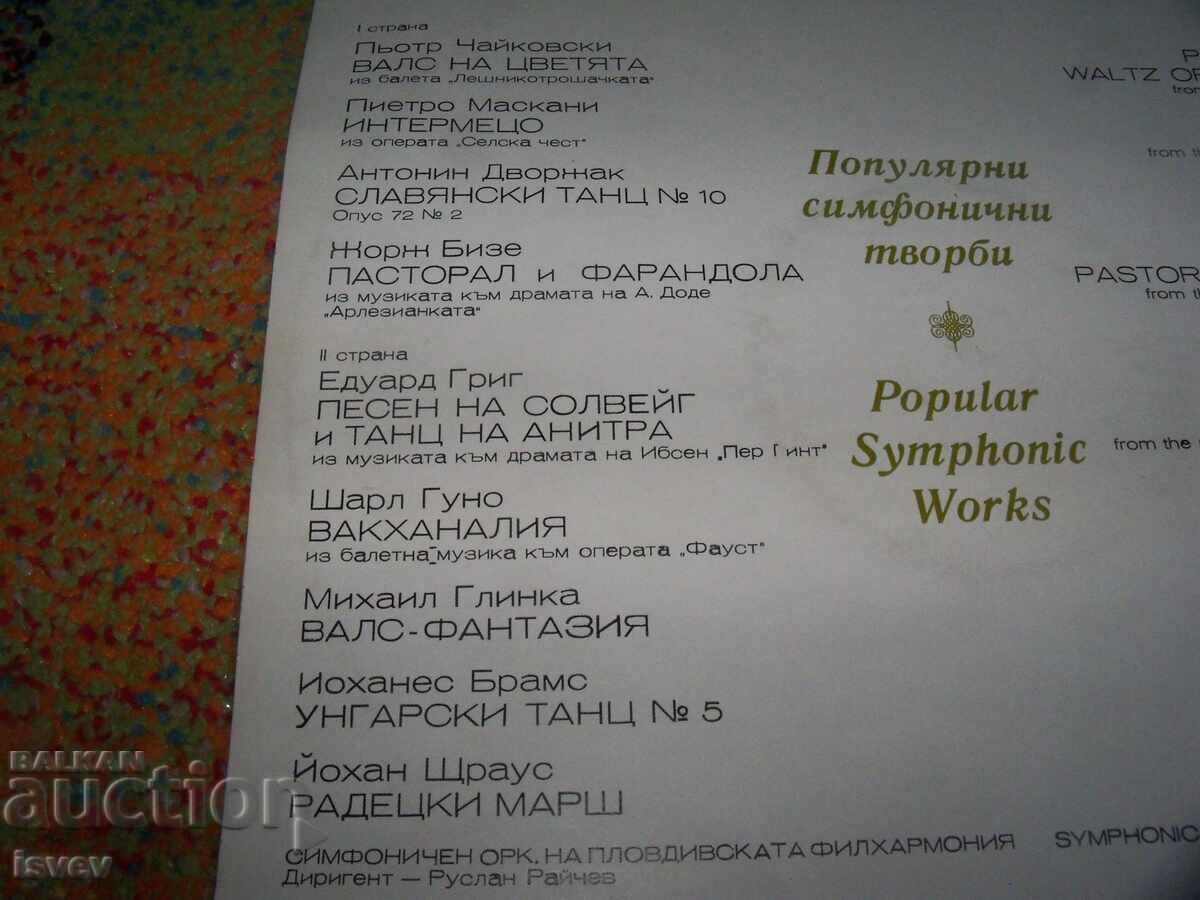 I страна
Пьотр Чайковски
ВАЛС НА ЦВЕТЯТА
из балета „Лешникотрошачката“
Пиетро Маскани
ИНТЕРМЕЦО
из операта „Селска чест“
Антонин Дворжак
СЛАВЯНСКИ ТАНЦ № 10
Опус 72 № 2
Жорж Бизе
ПАСТОРАЛ и ФАРАНДОЛА
из музиката към драмата на А. Доде
„Арлезианката“
II страна
Едуард Григ
ПЕСЕН НА СОЛВЕЙГ
и ТАНЦ НА АНИТРА
из музиката към драмата на Ибсен „Пер Гинт“
Шарл Гуно
ВАКХАНАЛИЯ
из балетна музика към операта „Фауст“
Михаил Глинка
ВАЛС-ФАНТАЗИЯ
Иоханес Брамс
УНГАРСКИ ТАНЦ № 5
Йохан Щраус
РАДЕЦКИ МАРШ
СИМФОНИЧЕН ОРК. НА ПЛОВДИВСКАТА ФИЛХАРМОНИЯ
Диригент — Руслан Райчев
Популярни
симфонични
творби
Popular
Symphonic
Works
P
WALTZ OF
from
from the
PASTOR
from th
from the
SYMPHONIC
BALKAN
auction
isvev